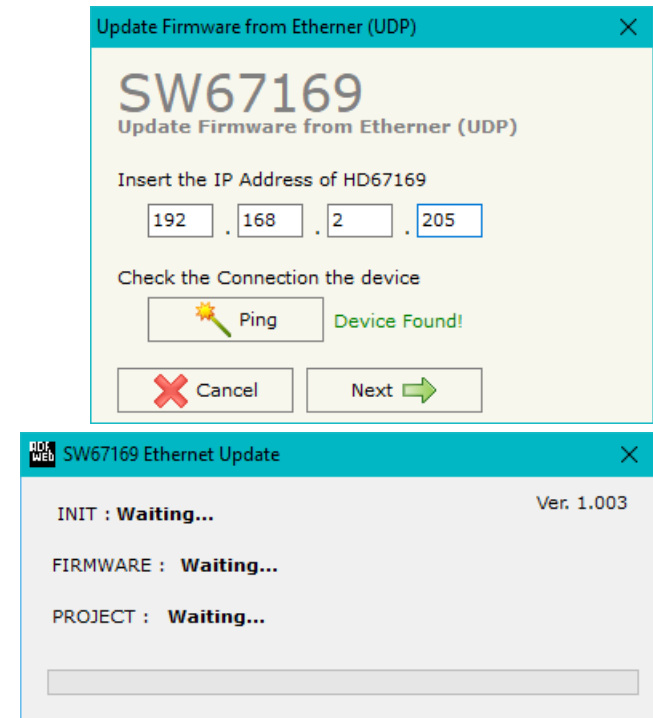 Update Firmware from Etherner (UDP)
SW67169
Update Firmware from Etherner (UDP)
Insert the IP Address of HD67169
192 . 168 . 2 . 205
Check the Connection the device
Ping Device Found!
Cancel Next
ADF WEB SW67169 Ethernet Update
INIT : Waiting... Ver. 1.003
FIRMWARE : Waiting...
PROJECT : Waiting...